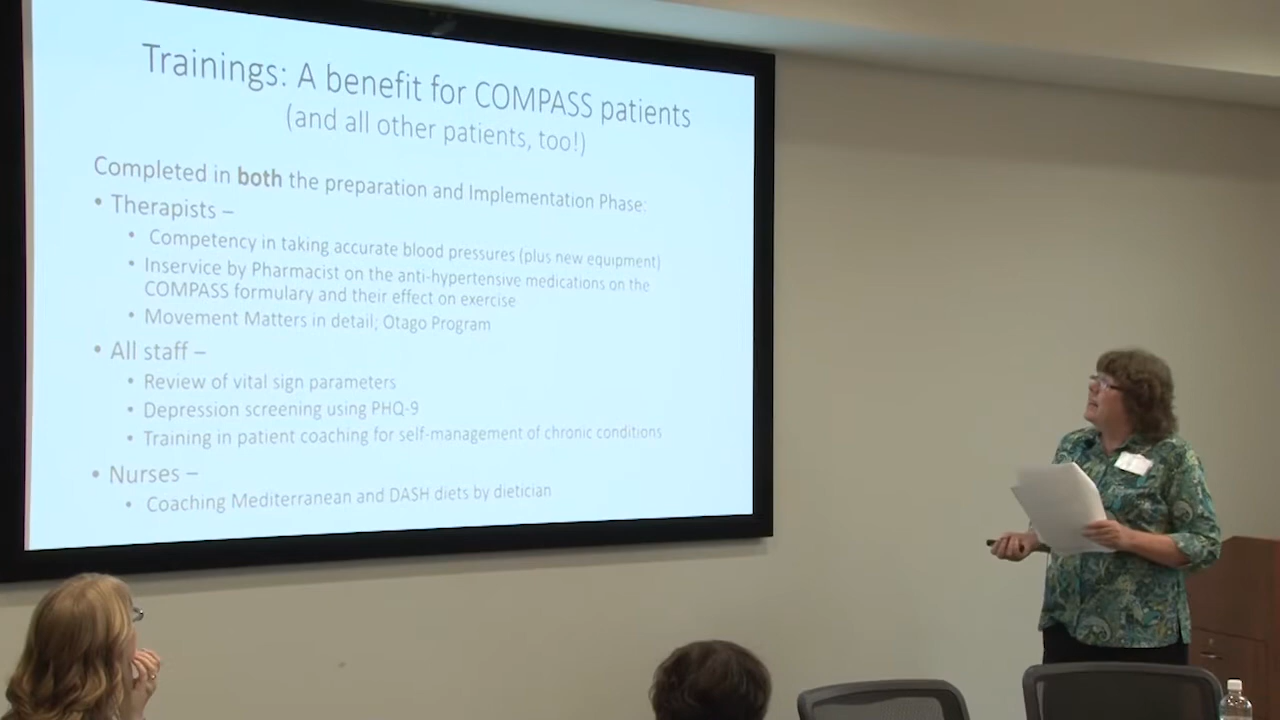 Trainings: A benefit for COMPASS patients
(and all other patients, too!)
Completed in both the preparation and Implementation Phase:
• Therapists –
• Competency in taking accurate blood pressures (plus new equipment)
• Inservice by Pharmacist on the anti-hypertensive medications on the
COMPASS formulary and their effect on exercise
• Movement Matters in detail; Otago Program
• All staff –
• Review of vital sign parameters
• Depression screening using PHQ-9
• Training in patient coaching for self-management of chronic conditions
• Nurses –
• Coaching Mediterranean and DASH diets by dietician